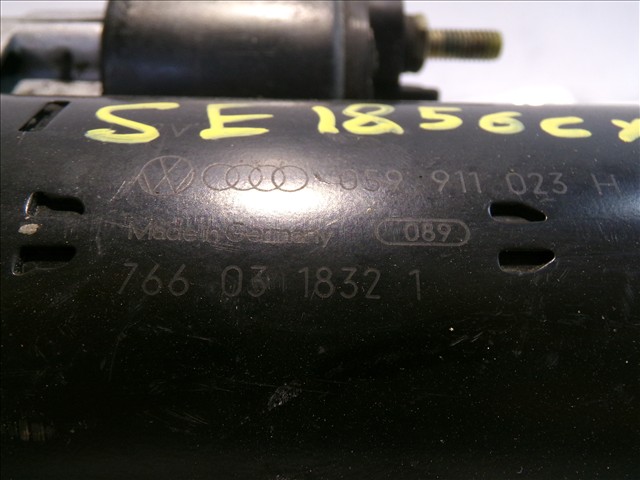 SE 1856cx
059 911 023 H
Made in Germany 089
766 03 1832 1